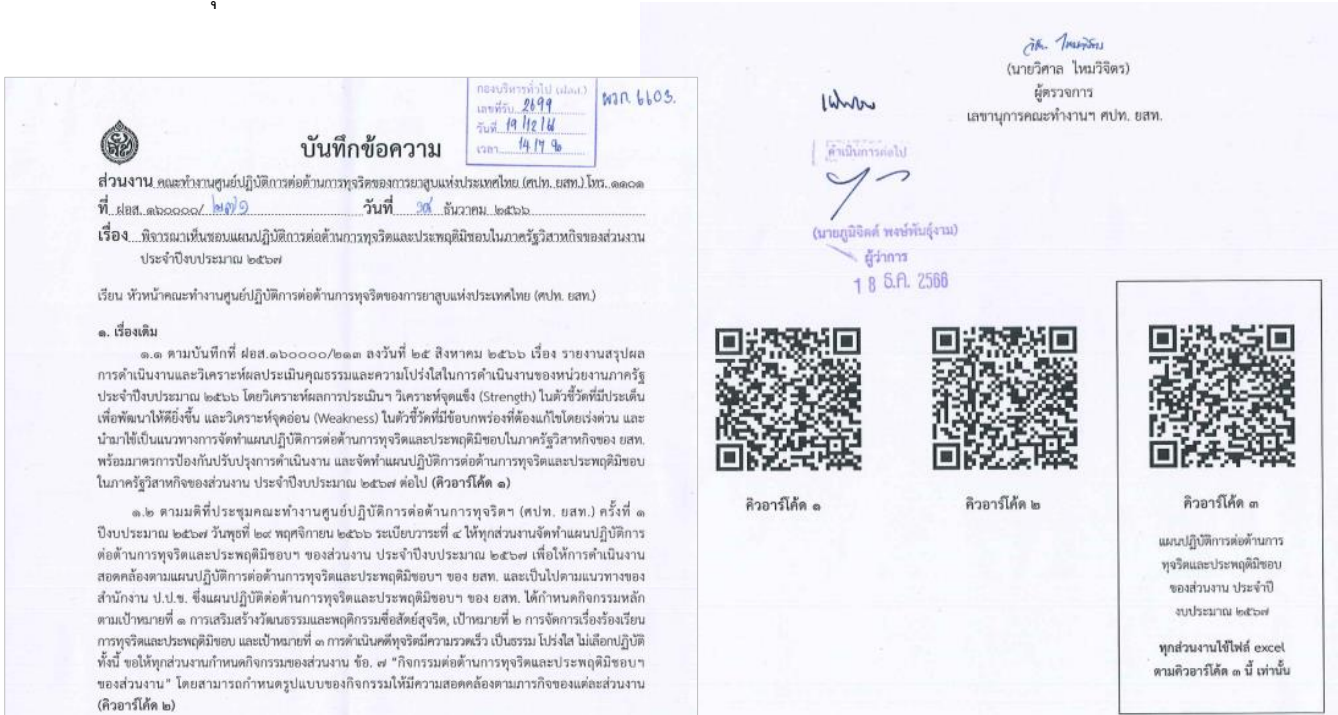 กองบริหารทั่วไป
เลขที่รับ 2699
วันที่ 19/12/66
เวลา 14.17 น.
พวก. 6603.
บันทึกข้อความ
ส่วนงาน คณะทำงานศูนย์ปฏิบัติการต่อต้านการทุจริตของการยาสูบแห่งประเทศไทย (ศปท. ยสท.) โทร. ๑๑๐๑
ที่ ฝอส. ๑๖๐๐๐๐/ ๒๗๑ วันที่ ธันวาคม ๒๕๖๖
เรื่อง พิจารณาเห็นชอบแผนปฏิบัติการต่อต้านการทุจริตและประพฤติมิชอบในภาครัฐวิสาหกิจของส่วนงาน
ประจำปีงบประมาณ ๒๕๖๗
เรียน หัวหน้าคณะทำงานศูนย์ปฏิบัติการต่อต้านการทุจริตของการยาสูบแห่งประเทศไทย (ศปท. ยสท.)
๑. เรื่องเดิม
๑.๑ ตามบันทึกที่ ฝอส.๑๖๐๐๐๐/๒๑๓ ลงวันที่ ๒๕ สิงหาคม ๒๕๖๖ เรื่อง รายงานสรุปผล
การดำเนินงานและวิเคราะห์ผลประเมินคุณธรรมและความโปร่งใสในการดำเนินงานของหน่วยงานภาครัฐ
ประจำปีงบประมาณ ๒๕๖๖ โดยวิเคราะห์ผลการประเมินฯ วิเคราะห์จุดแข็ง (Strength) ในตัวชี้วัดที่มีประเด็น
เพื่อพัฒนาให้ดียิ่งขึ้น และวิเคราะห์จุดอ่อน (Weakness) ในตัวชี้วัดที่มีข้อบกพร่องที่ต้องแก้ไขโดยเร่งด่วน และ
นำมาใช้เป็นแนวทางการจัดทำแผนปฏิบัติการต่อต้านการทุจริตและประพฤติมิชอบในภาครัฐวิสาหกิจของ ยสท.
พร้อมมาตรการป้องกันปรับปรุงการดำเนินงาน และจัดทำแผนปฏิบัติการต่อต้านการทุจริตและประพฤติมิชอบ
ในภาครัฐวิสาหกิจของส่วนงาน ประจำปีงบประมาณ ๒๕๖๗ ต่อไป (คิวอาร์โค้ด ๑)
๑.๒ ตามมติที่ประชุมคณะทำงานศูนย์ปฏิบัติการต่อต้านการทุจริตฯ (ศปท. ยสท.) ครั้งที่ ๑
ปีงบประมาณ ๒๕๖๗ วันพุธที่ ๒๙ พฤศจิกายน ๒๕๖๖ ระเบียบวาระที่ ๔ ให้ทุกส่วนงานจัดทำแผนปฏิบัติการ
ต่อต้านการทุจริตและประพฤติมิชอบฯ ของส่วนงาน ประจำปีงบประมาณ ๒๕๖๗ เพื่อให้การดำเนินงาน
สอดคล้องตามแผนปฏิบัติการต่อต้านการทุจริตและประพฤติมิชอบฯ ของ ยสท. และเป็นไปตามแนวทางของ
สำนักงาน ป.ป.ช. ซึ่งแผนปฏิบัติต่อต้านการทุจริตและประพฤติมิชอบฯ ของ ยสท. ได้กำหนดกิจกรรมหลัก
ตามเป้าหมายที่ ๑ การเสริมสร้างวัฒนธรรมและพฤติกรรมซื่อสัตย์สุจริต, เป้าหมายที่ ๒ การจัดการเรื่องร้องเรียน
การทุจริตและประพฤติมิชอบ และเป้าหมายที่ ๓ การดำเนินคดีทุจริตมีความรวดเร็ว เป็นธรรม โปร่งใส ไม่เลือกปฏิบัติ
ทั้งนี้ ขอให้ทุกส่วนงานกำหนดกิจกรรมของส่วนงาน ข้อ. ๗ "กิจกรรมต่อต้านการทุจริตและประพฤติมิชอบฯ
ของส่วนงาน" โดยสามารถกำหนดรูปแบบของกิจกรรมให้มีความสอดคล้องตามภารกิจของแต่ละส่วนงาน
(คิวอาร์โค้ด ๒)
(นายวิศาล ไหมวิจิตร)
ผู้ตรวจการ
เลขานุการคณะทำงานฯ ศปท. ยสท.
ดำเนินการต่อไป
(นายภูมิจิตต์ พงษ์พันธุ์งาม)
ผู้ว่าการ
18 ธ.ค. 2566
คิวอาร์โค้ด ๑
คิวอาร์โค้ด ๒
คิวอาร์โค้ด ๓
แผนปฏิบัติการต่อต้านการ
ทุจริตและประพฤติมิชอบ
ของส่วนงาน ประจำปี
งบประมาณ ๒๕๖๗
ทุกส่วนงานใช้ไฟล์ excel
ตามคิวอาร์โค้ด ๓ นี้ เท่านั้น